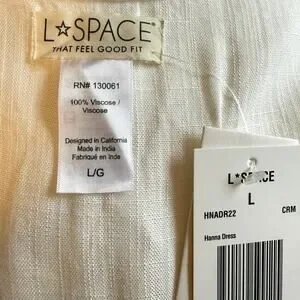 L★SPACE
THAT FEEL GOOD FIT
RN# 130061
100% Viscose /
Viscose
Designed in California
Made in India
Fabriqué en Inde
L/G
L★SPACE
L
HNADR22 CRM
Hanna Dress